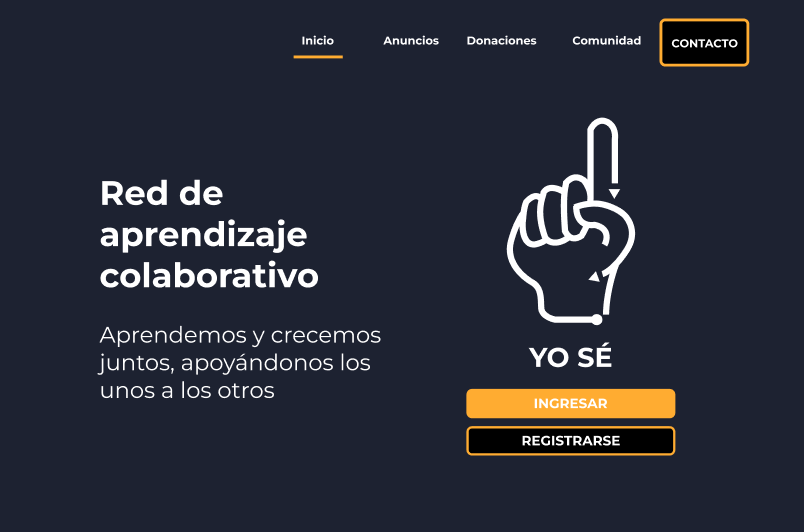 Inicio Anuncios Donaciones Comunidad CONTACTO
Red de
aprendizaje
colaborativo
Aprendemos y crecemos
juntos, apoyándonos los
unos a los otros
YO SÉ
INGRESAR
REGISTRARSE